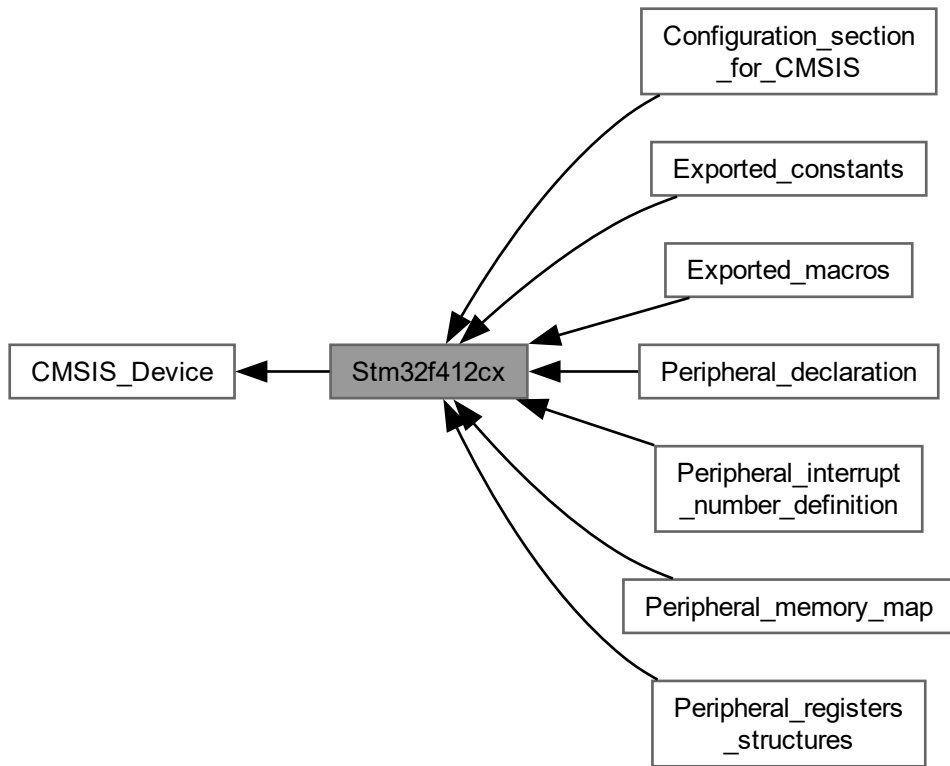 Configuration_section
_for_CMSIS
Exported_constants
Exported_macros
CMSIS_Device
Stm32f412cx
Peripheral_declaration
Peripheral_interrupt
_number_definition
Peripheral_memory_map
Peripheral_registers
_structures